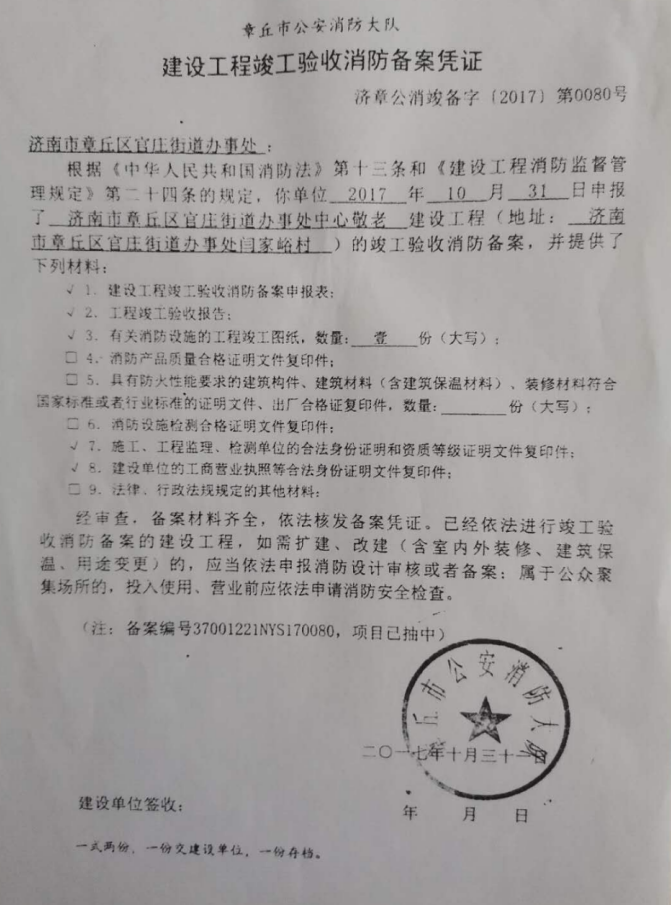 章丘市公安消防大队
建设工程竣工验收消防备案凭证
济章公消竣备字〔2017〕第0080号
济南市章丘区官庄街道办事处：
根据《中华人民共和国消防法》第十三条和《建设工程消防监督管
理规定》第二十四条的规定，你单位 2017 年 10 月 31 日申报
了 济南市章丘区官庄街道办事处中心敬老 建设工程（地址： 济南
市章丘区官庄街道办事处闫家峪村 ）的竣工验收消防备案，并提供了
下列材料：
√ 1．建设工程竣工验收消防备案申报表；
√ 2．工程竣工验收报告；
√ 3．有关消防设施的工程竣工图纸，数量： 壹 份（大写）；
□ 4．消防产品质量合格证明文件复印件；
□ 5．具有防火性能要求的建筑构件、建筑材料（含建筑保温材料）、装修材料符合
国家标准或者行业标准的证明文件、出厂合格证复印件，数量：______份（大写）；
□ 6．消防设施检测合格证明文件复印件；
√ 7．施工、工程监理、检测单位的合法身份证明和资质等级证明文件复印件；
√ 8．建设单位的工商营业执照等合法身份证明文件复印件；
□ 9．法律、行政法规规定的其他材料：
经审查，备案材料齐全，依法核发备案凭证。已经依法进行竣工验
收消防备案的建设工程，如需扩建、改建（含室内外装修、建筑保
温、用途变更）的，应当依法申报消防设计审核或者备案；属于公众聚
集场所的，投入使用、营业前应依法申请消防安全检查。
（注：备案编号37001221NYS170080，项目已抽中）
章丘市公安消防大队
二〇一七年十月三十一日
年 月 日
建设单位签收：
一式两份，一份交建设单位，一份存档。